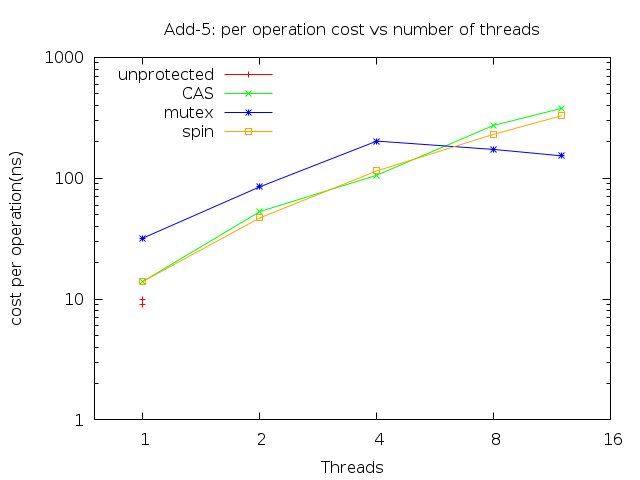 Add-5: per operation cost vs number of threads
1000
100
10
1
cost per operation(ns)
unprotected
CAS
mutex
spin
1 2 4 8 16
Threads